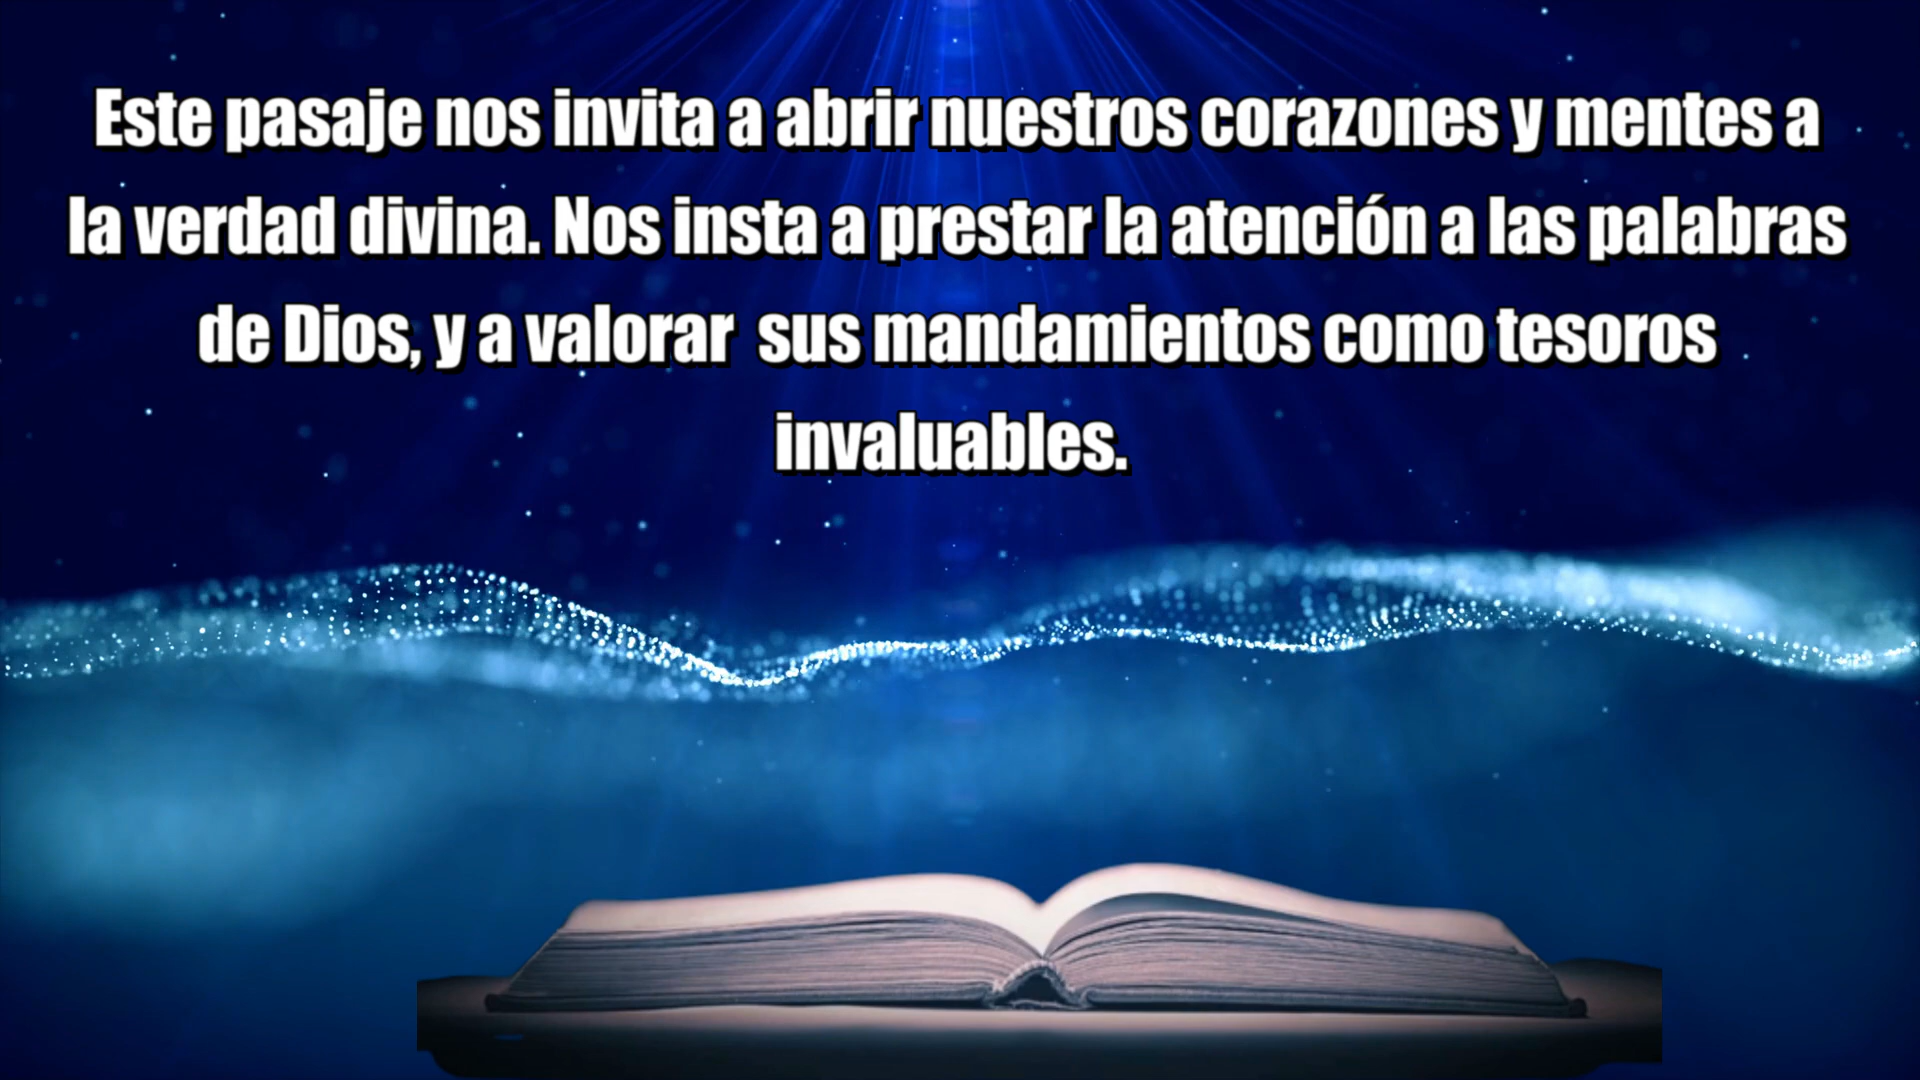 Este pasaje nos invita a abrir nuestros corazones y mentes a
la verdad divina. Nos insta a prestar la atención a las palabras
de Dios, y a valorar  sus mandamientos como tesoros
invaluables.